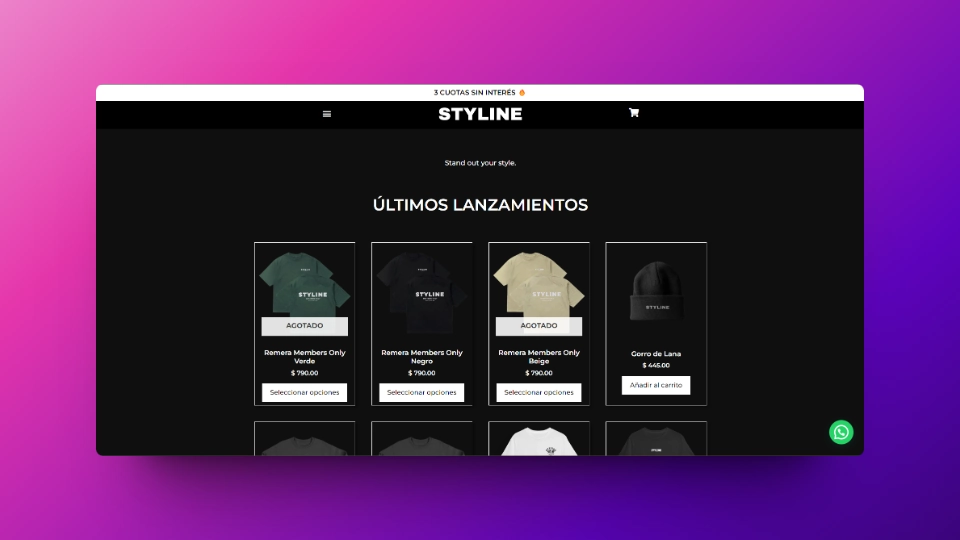 3 CUOTAS SIN INTERÉS 🔥
STYLINE
Stand out your style.
ÚLTIMOS LANZAMIENTOS
STYLINE
AGOTADO
Remera Members Only
Verde
$ 790.00
Seleccionar opciones
STYLINE
Remera Members Only
Negro
$ 790.00
Seleccionar opciones
STYLINE
AGOTADO
Remera Members Only
Beige
$ 790.00
Seleccionar opciones
STYLINE
Gorro de Lana
$ 445.00
Añadir al carrito